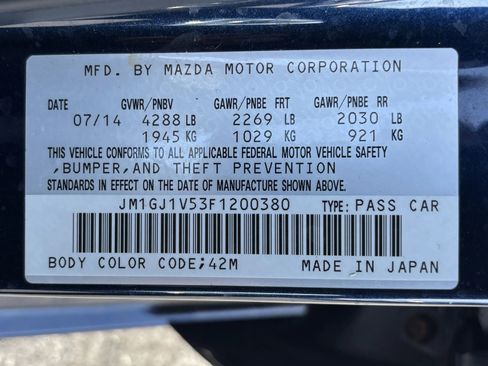 MFD. BY MAZDA MOTOR CORPORATION
DATE GVWR/PNBV GAWR/PNBE FRT GAWR/PNBE RR
07/14 4288 LB 2269 LB 2030 LB
1945 KG 1029 KG 921 KG
THIS VEHICLE CONFORMS TO ALL APPLICABLE FEDERAL MOTOR VEHICLE SAFETY
,BUMPER,AND THEFT PREVENTION
STANDARDS IN EFFECT ON THE DATE OF MANUFACTURE SHOWN ABOVE.
JM1GJ1V53F1200380 TYPE: PASS CAR
BODY COLOR CODE;42M MADE IN JAPAN